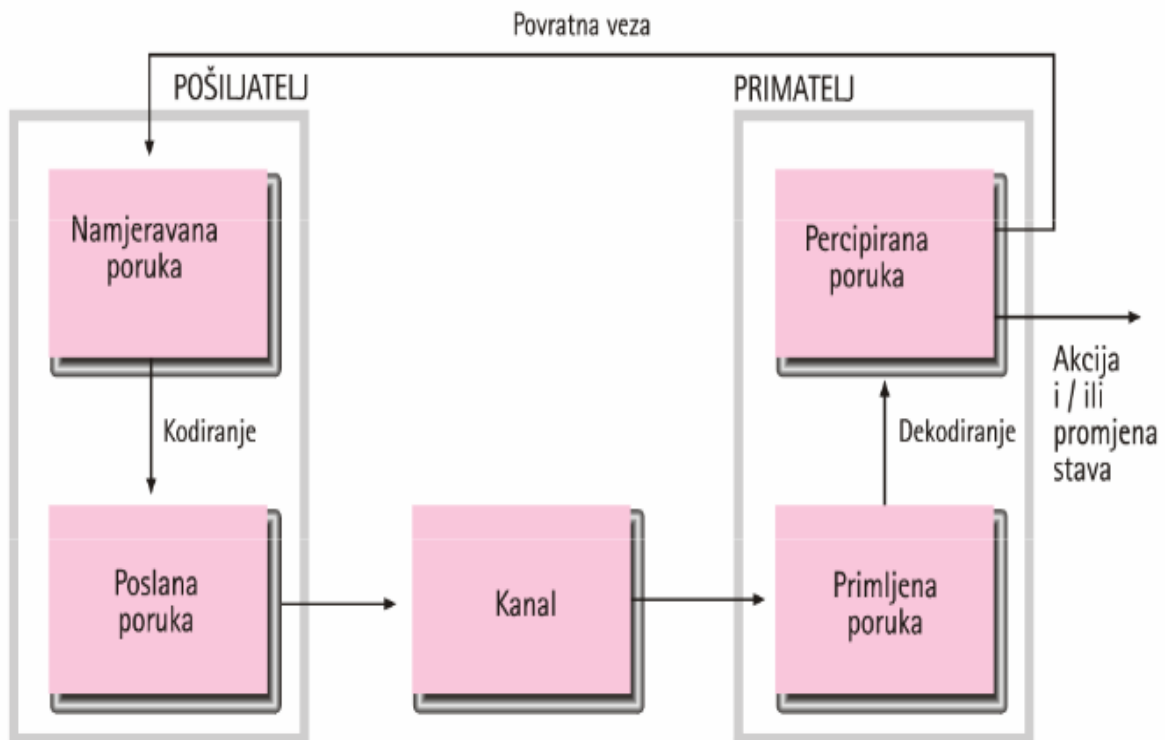 Povratna veza
POŠILJATELJ
PRIMATELJ
Namjeravana
poruka
Percipirana
poruka
Akcija
i / ili
promjena
stava
Kodiranje
Dekodiranje
Poslana
poruka
Kanal
Primljena
poruka